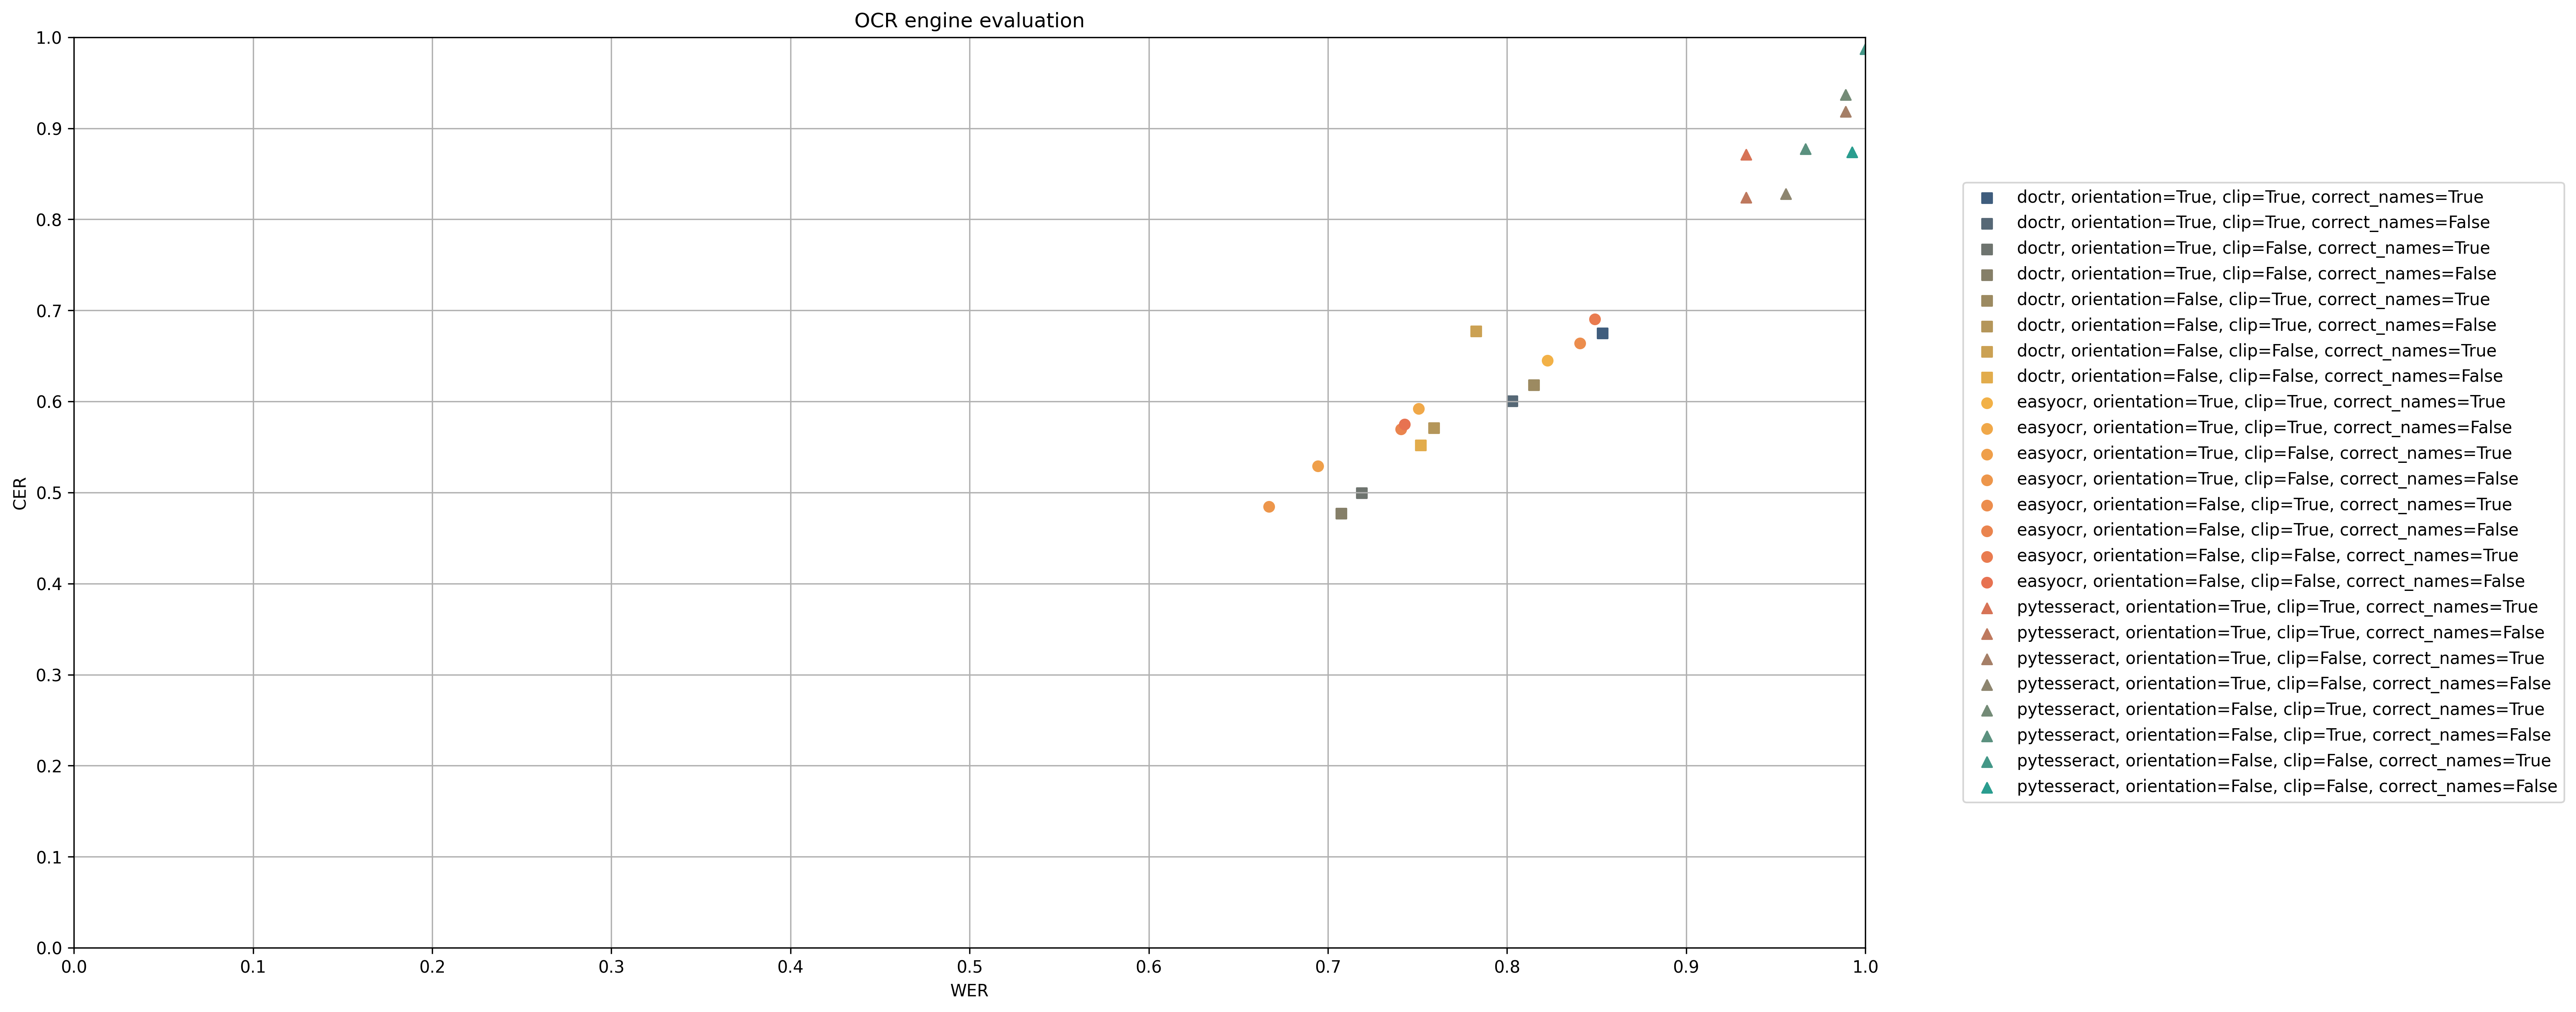 OCR engine evaluation
1.0
0.9
0.8
0.7
0.6
0.5
0.4
0.3
0.2
0.1
0.0
CER
0.0 0.1 0.2 0.3 0.4 0.5 0.6 0.7 0.8 0.9 1.0
WER
doctr, orientation=True, clip=True, correct_names=True
doctr, orientation=True, clip=True, correct_names=False
doctr, orientation=True, clip=False, correct_names=True
doctr, orientation=True, clip=False, correct_names=False
doctr, orientation=False, clip=True, correct_names=True
doctr, orientation=False, clip=True, correct_names=False
doctr, orientation=False, clip=False, correct_names=True
doctr, orientation=False, clip=False, correct_names=False
easyocr, orientation=True, clip=True, correct_names=True
easyocr, orientation=True, clip=True, correct_names=False
easyocr, orientation=True, clip=False, correct_names=True
easyocr, orientation=True, clip=False, correct_names=False
easyocr, orientation=False, clip=True, correct_names=True
easyocr, orientation=False, clip=True, correct_names=False
easyocr, orientation=False, clip=False, correct_names=True
easyocr, orientation=False, clip=False, correct_names=False
pytesseract, orientation=True, clip=True, correct_names=True
pytesseract, orientation=True, clip=True, correct_names=False
pytesseract, orientation=True, clip=False, correct_names=True
pytesseract, orientation=True, clip=False, correct_names=False
pytesseract, orientation=False, clip=True, correct_names=True
pytesseract, orientation=False, clip=True, correct_names=False
pytesseract, orientation=False, clip=False, correct_names=True
pytesseract, orientation=False, clip=False, correct_names=False